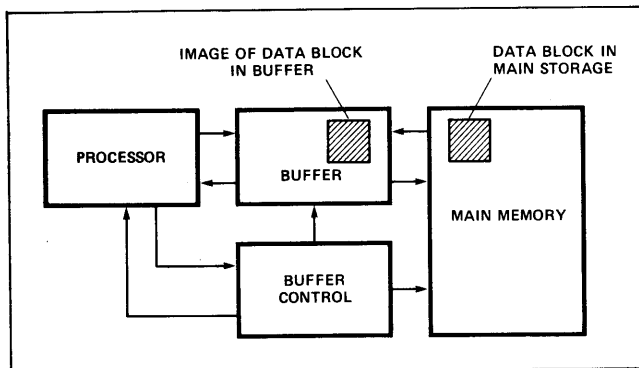 IMAGE OF DATA BLOCK
IN BUFFER
DATA BLOCK IN
MAIN STORAGE
PROCESSOR
BUFFER
MAIN MEMORY
BUFFER
CONTROL